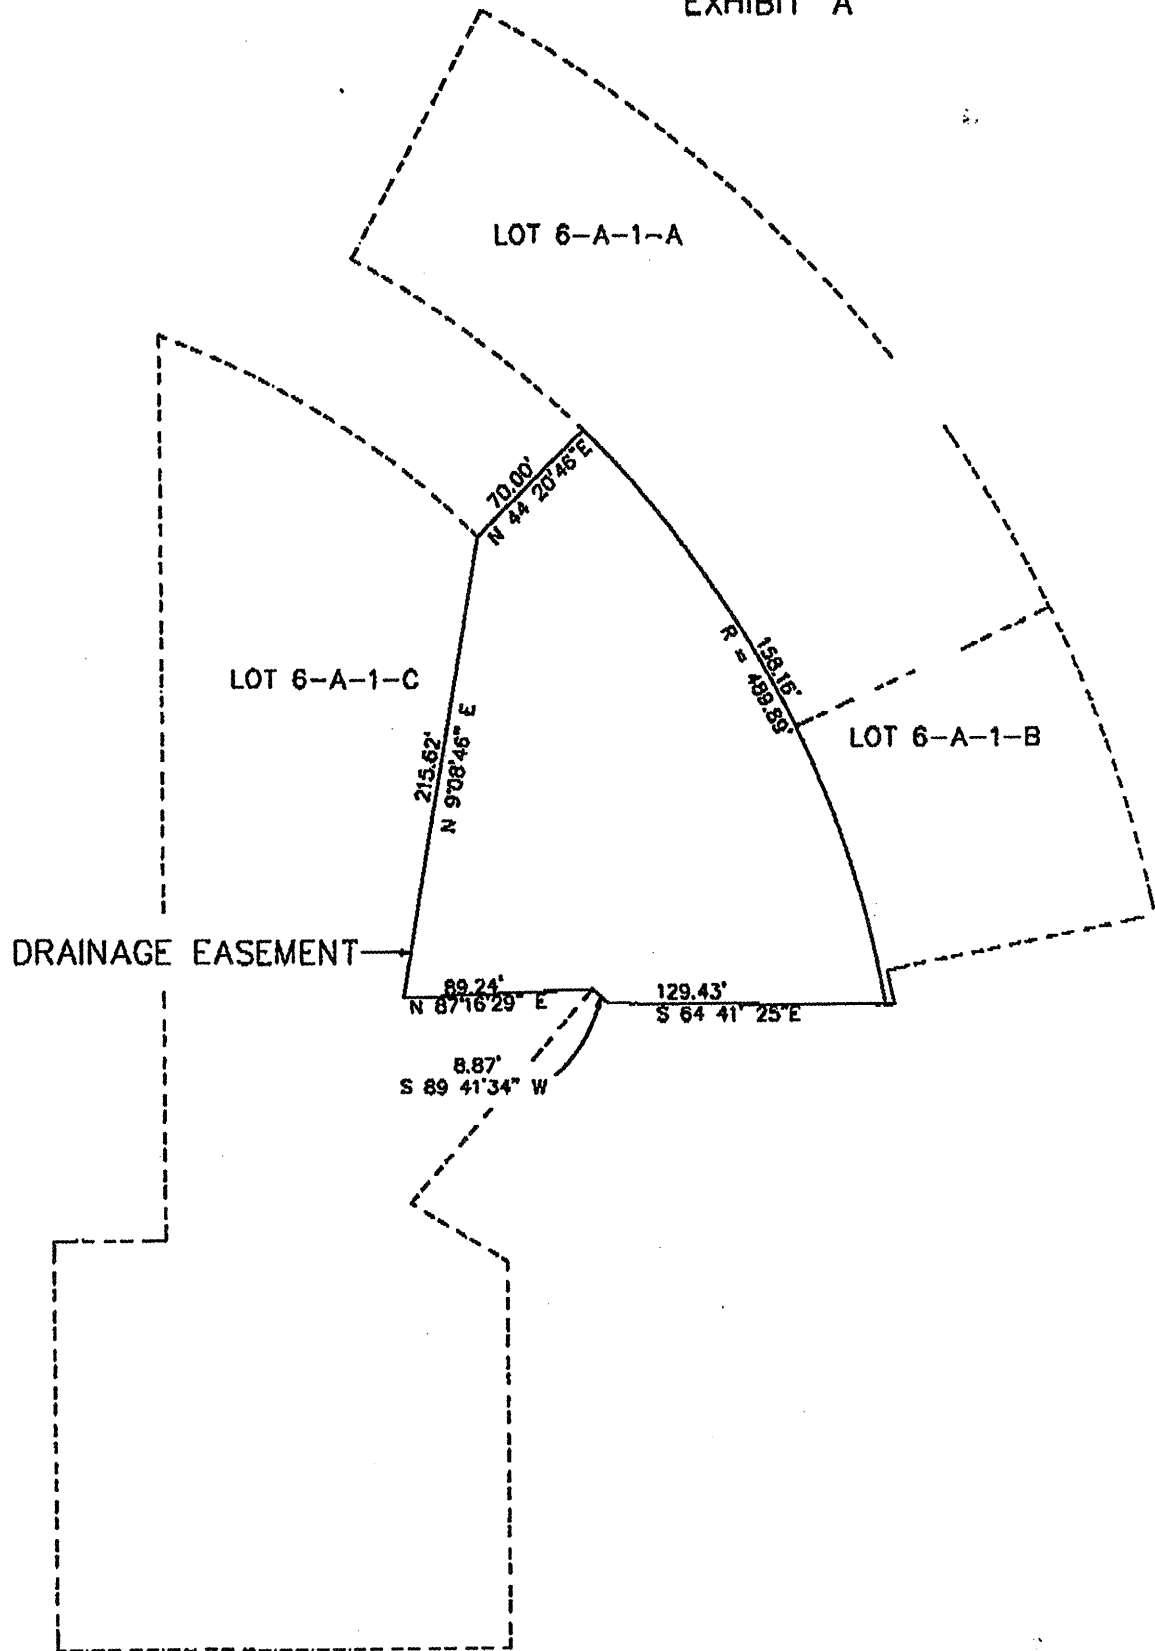 EXHIBIT "A"
LOT 6-A-1-A
70.00'
N 44 20'46"E
158.16'
R = 489.89'
LOT 6-A-1-C
215.62'
N 9°08'46" E
LOT 6-A-1-B
DRAINAGE EASEMENT
89.24'
N 87°16'29" E
129.43'
S 64 41' 25"E
8.87'
S 89 41'34" W